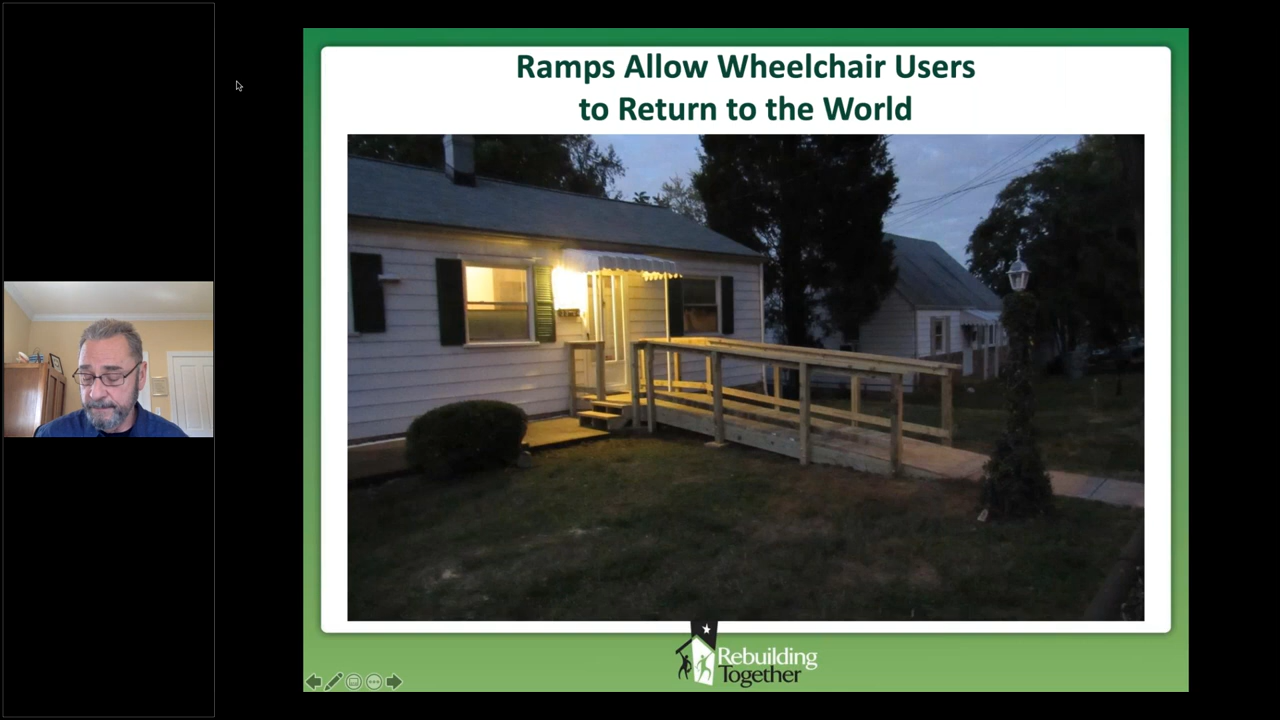 Ramps Allow Wheelchair Users
to Return to the World
Rebuilding
Together